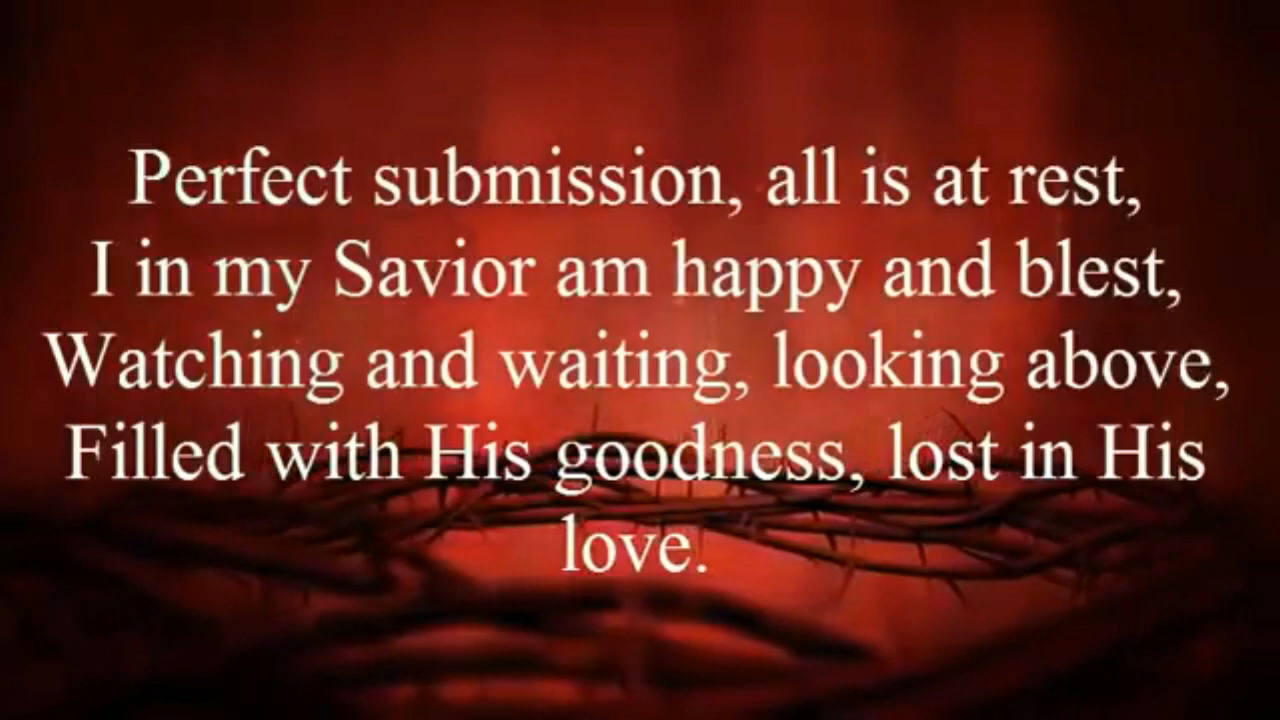 Perfect submission, all is at rest,
I in my Savior am happy and blest,
Watching and waiting, looking above,
Filled with His goodness, lost in His
love.